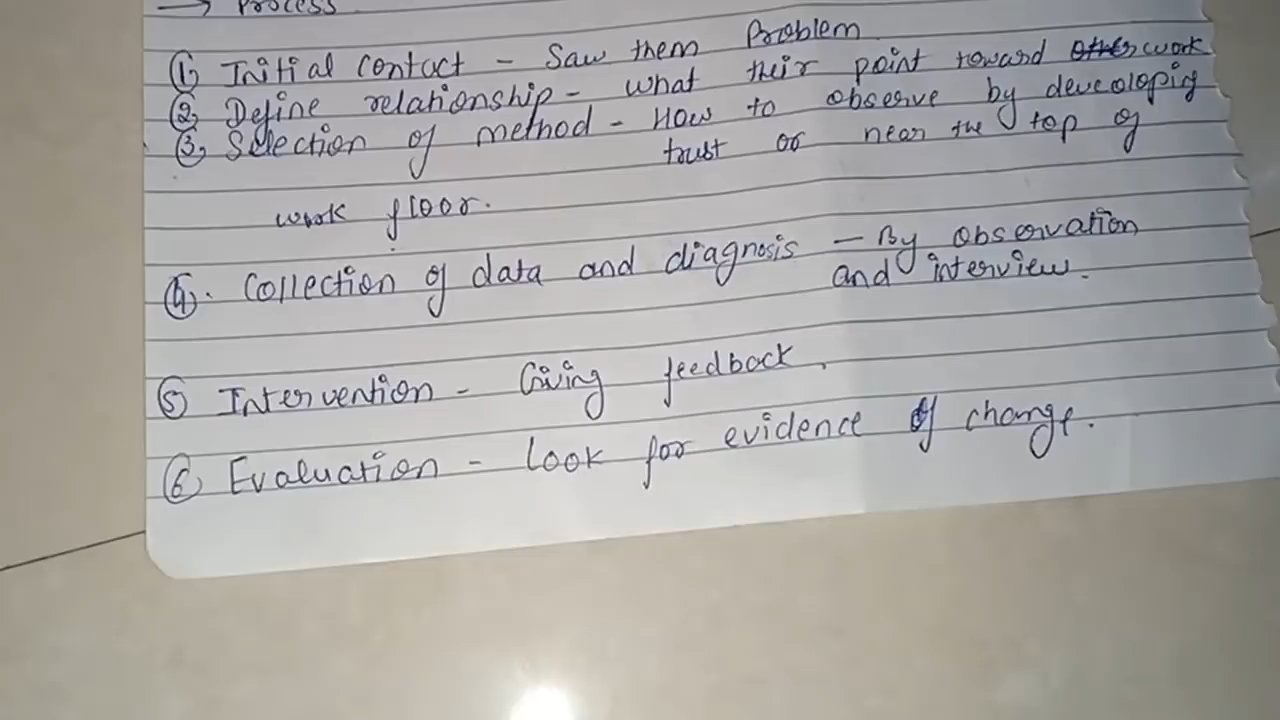 → Process
① Initial contact - Saw them Problem
② Define relationship - what their point toward work
③ Selection of method - How to observe by deveoloping
trust or near the top of
work floor.
④. Collection of data and diagnosis - By observation
and interview.
⑤ Intervention - Giving feedback.
⑥ Evaluation - look for evidence of change.